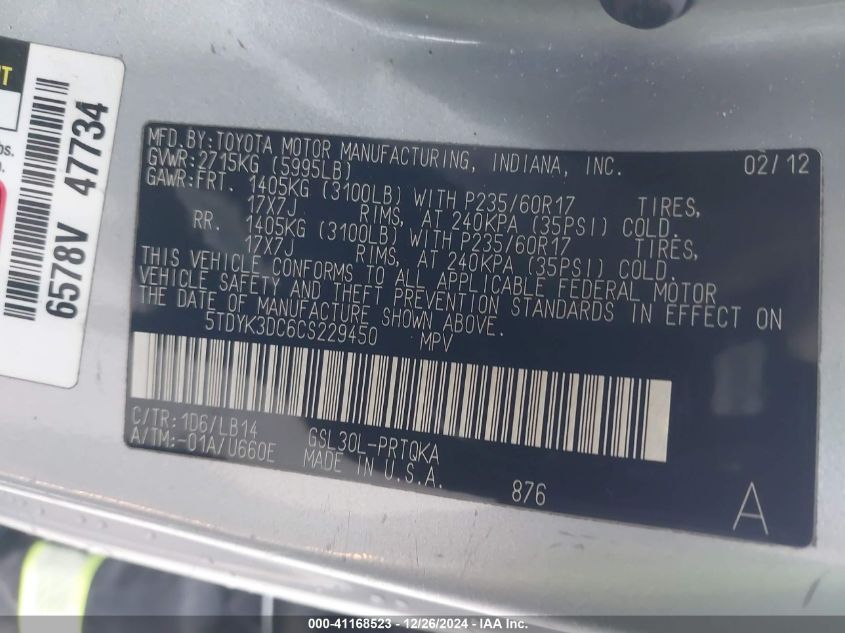 MFD.BY:TOYOTA MOTOR MANUFACTURING, INDIANA, INC. 02/12
GVWR:2715KG (5995LB)
GAWR:FRT. 1405KG (3100LB) WITH P235/60R17 TIRES,
17X7J RIMS, AT 240KPA (35PSI) COLD.
RR. 1405KG (3100LB) WITH P235/60R17 TIRES,
17X7J RIMS, AT 240KPA (35PSI) COLD.
THIS VEHICLE CONFORMS TO ALL APPLICABLE FEDERAL MOTOR
VEHICLE SAFETY AND THEFT PREVENTION STANDARDS IN EFFECT ON
THE DATE OF MANUFACTURE SHOWN ABOVE.
5TDYK3DC6CS229450 MPV
C/TR:1D6/LB14 GSL30L-PRTQKA
A/TM:-01A/U660E MADE IN U.S.A.
876 A
6578V 47734
000-41168523 - 12/26/2024 - IAA Inc.